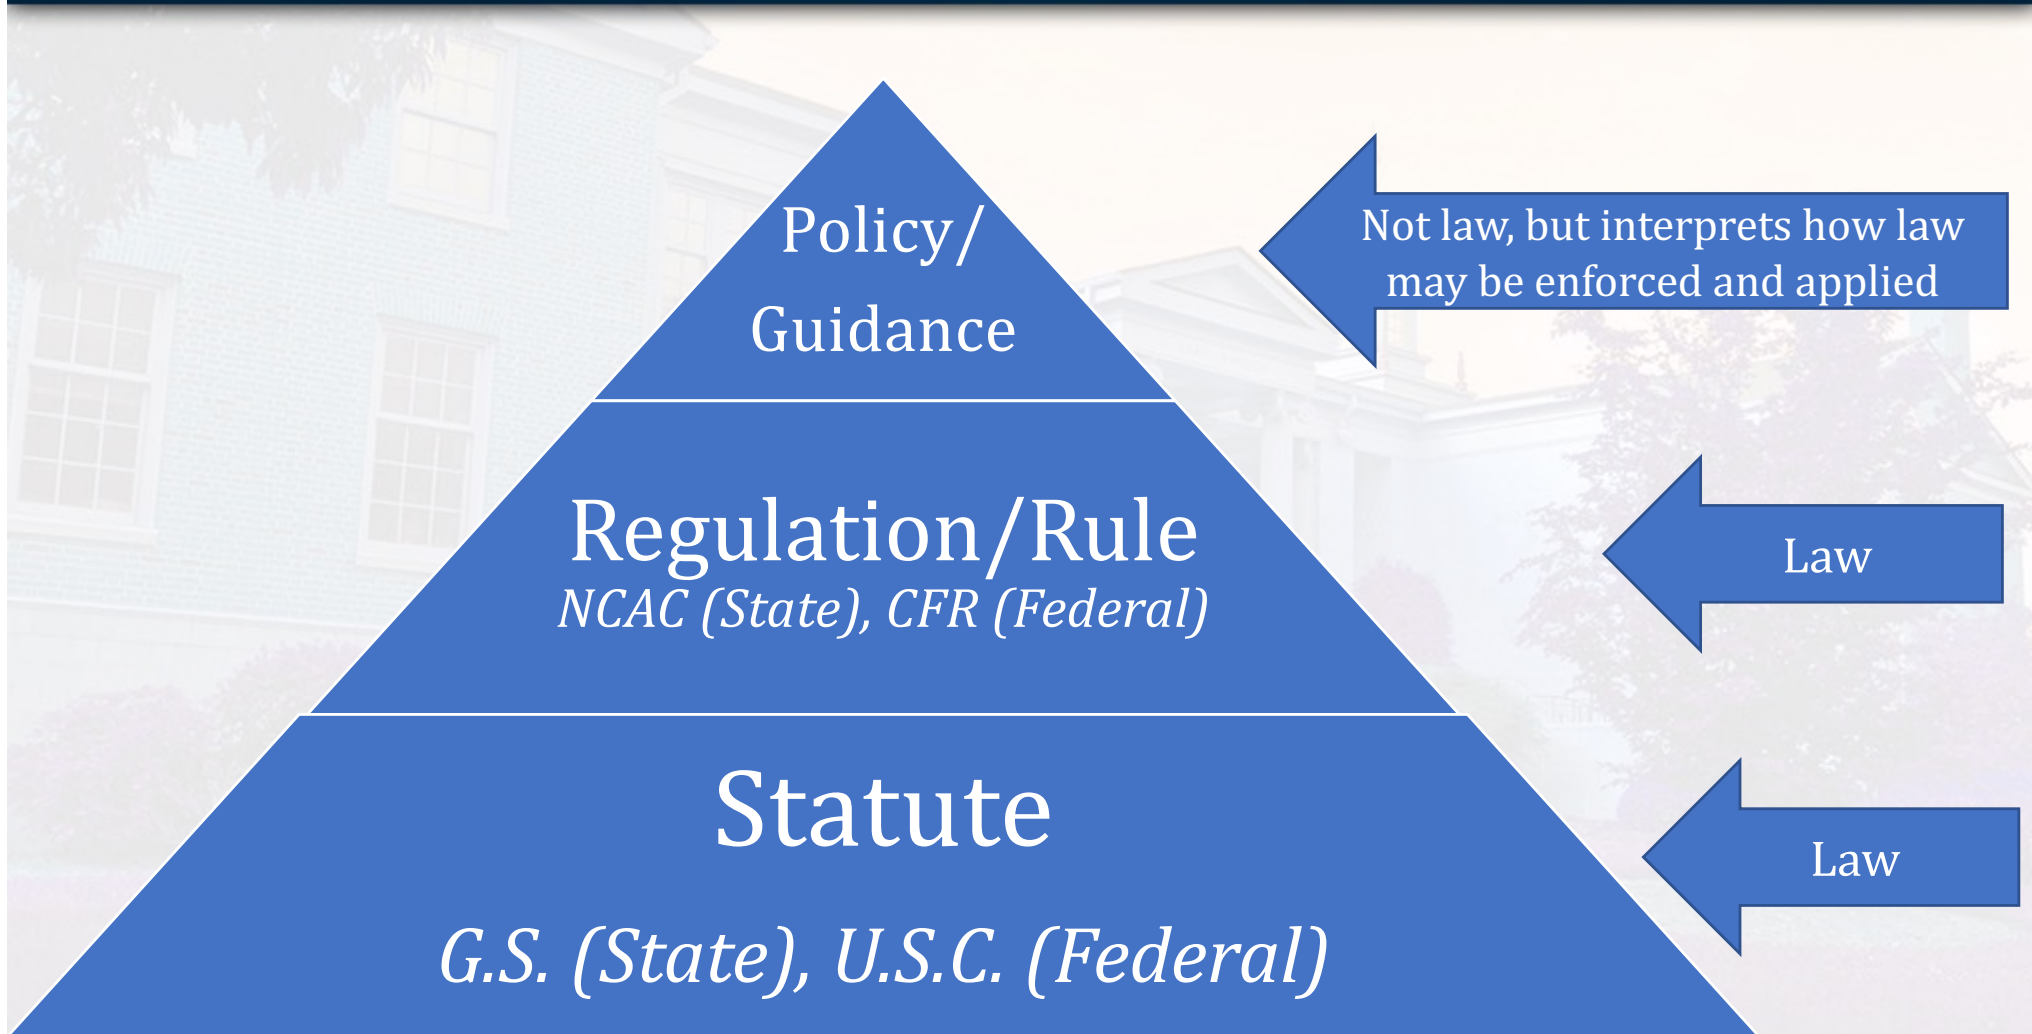 Policy/
Guidance
Not law, but interprets how law
may be enforced and applied
Regulation/Rule
NCAC (State), CFR (Federal)
Law
Statute
G.S. (State), U.S.C. (Federal)
Law